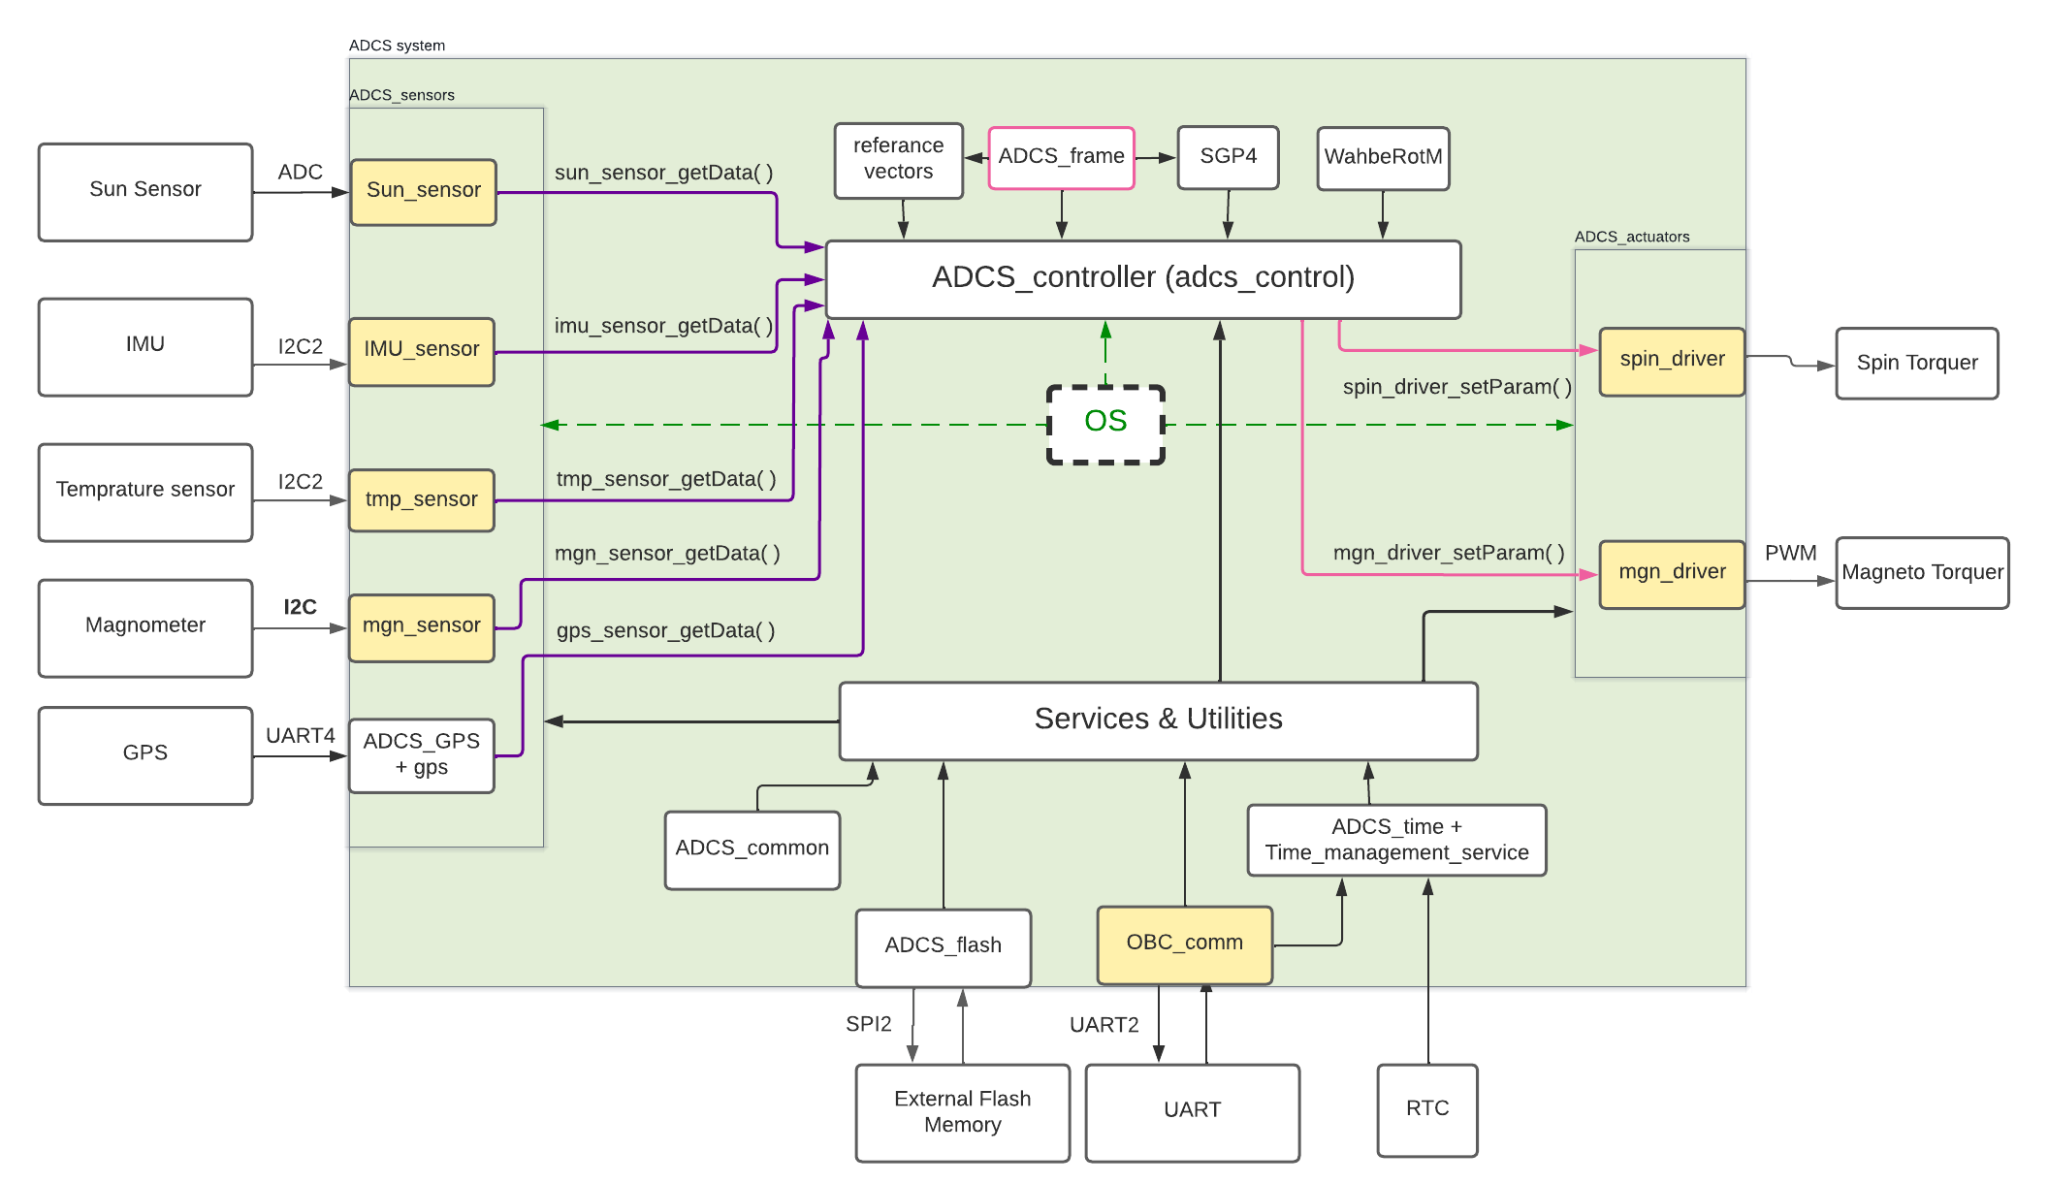 ADCS system
ADCS_sensors
Sun Sensor
ADC
Sun_sensor
sun_sensor_getData( )
referance
vectors
ADCS_frame
SGP4
WahbeRotM
ADCS_controller (adcs_control)
ADCS_actuators
IMU
I2C2
IMU_sensor
imu_sensor_getData( )
spin_driver
Spin Torquer
spin_driver_setParam( )
OS
Temprature sensor
I2C2
tmp_sensor
tmp_sensor_getData( )
mgn_sensor_getData( )
mgn_driver_setParam( )
mgn_driver
PWM
Magneto Torquer
Magnometer
I2C
mgn_sensor
gps_sensor_getData( )
GPS
UART4
ADCS_GPS
+ gps
Services & Utilities
ADCS_common
ADCS_time +
Time_management_service
ADCS_flash
OBC_comm
SPI2
UART2
External Flash
Memory
UART
RTC